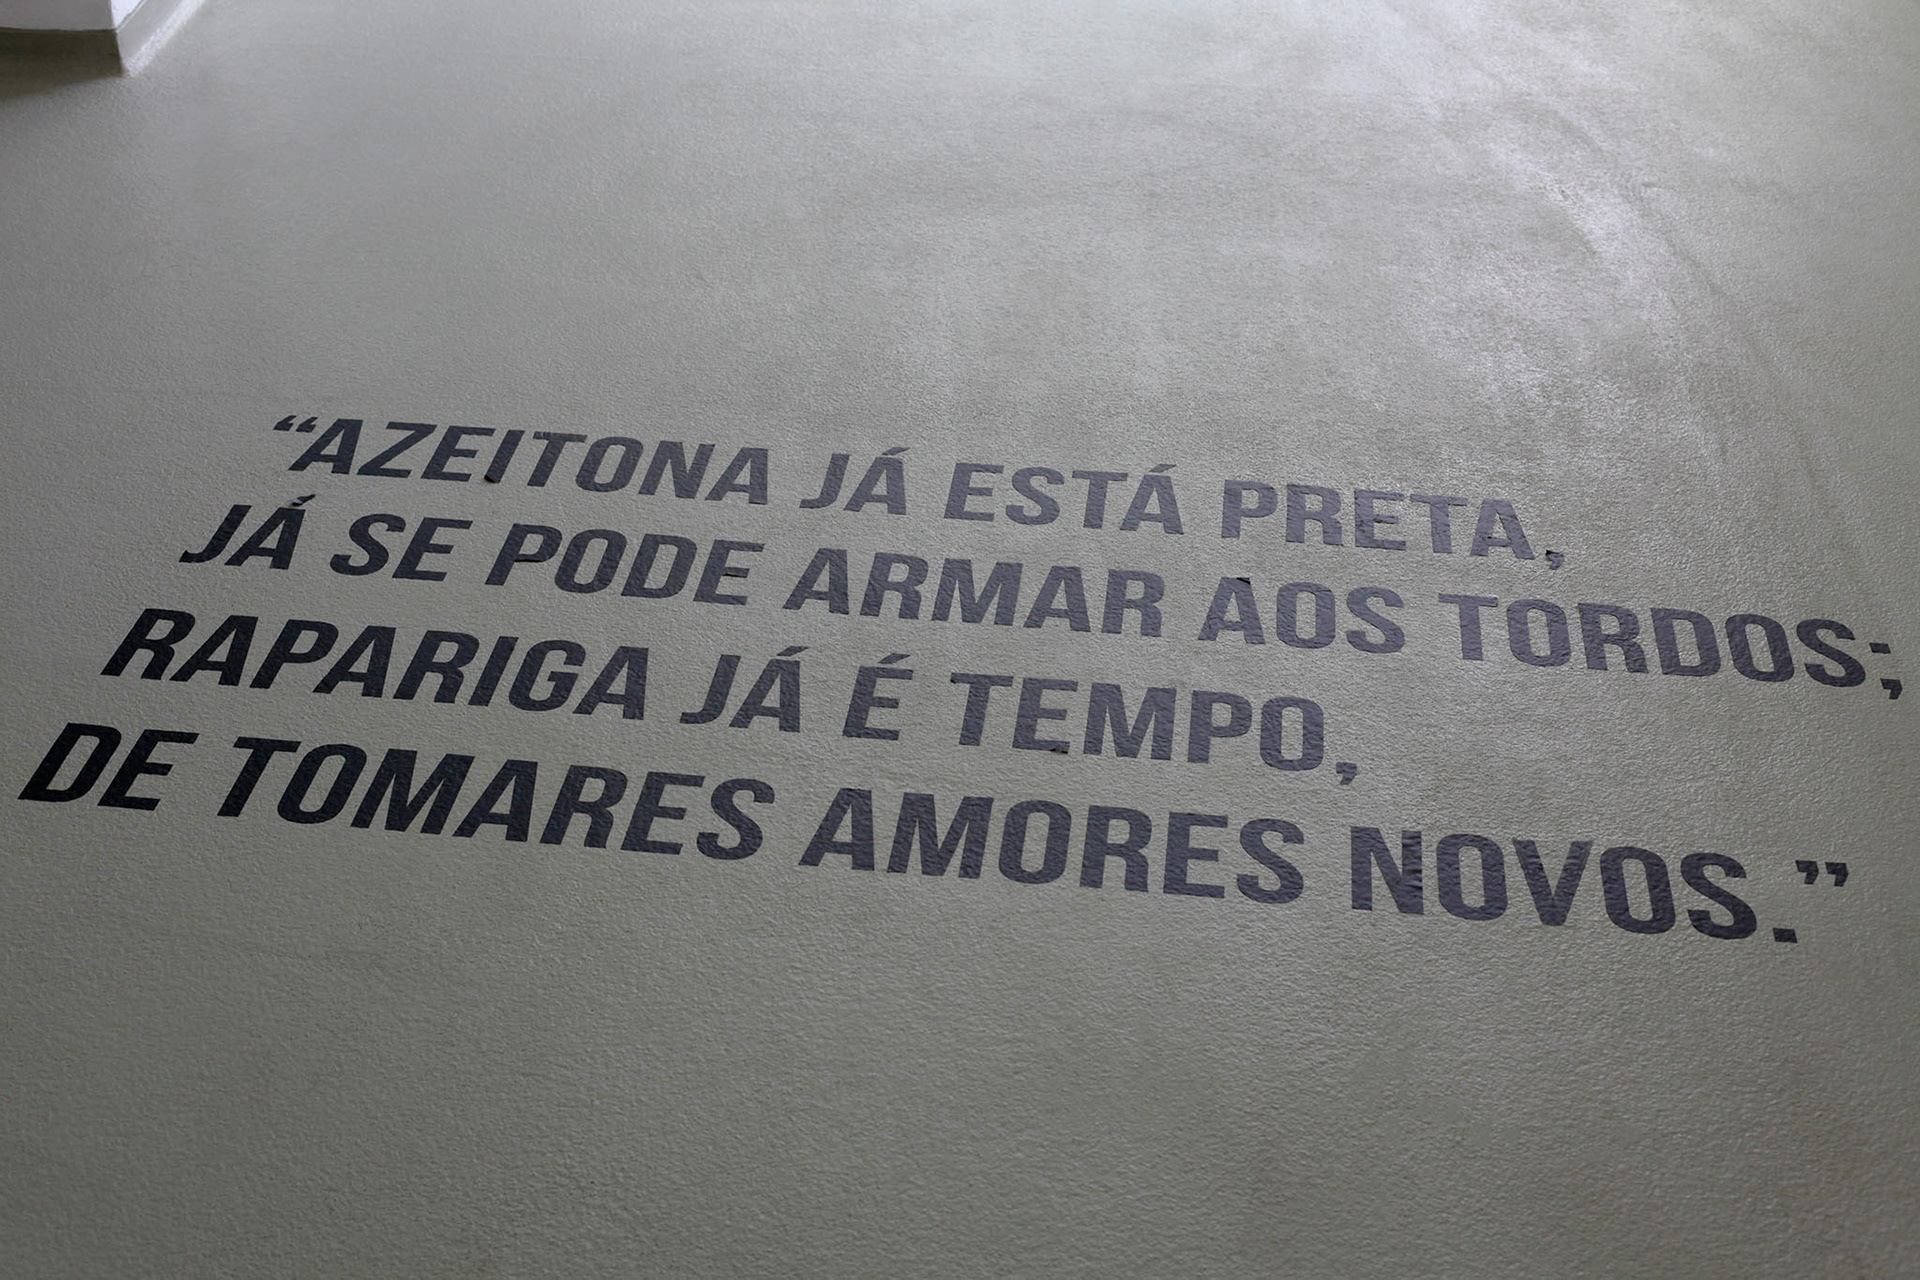 “AZEITONA JÁ ESTÁ PRETA,
JÁ SE PODE ARMAR AOS TORDOS;
RAPARIGA JÁ É TEMPO,
DE TOMARES AMORES NOVOS.”